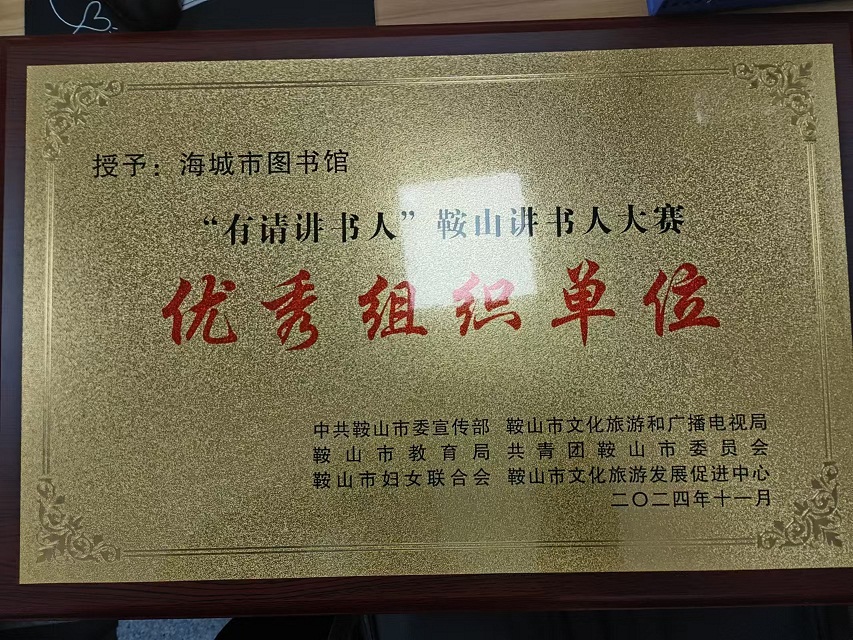 授予：海城市图书馆
“有请讲书人”鞍山讲书人大赛
优秀组织单位
中共鞍山市委宣传部 鞍山市文化旅游和广播电视局
鞍山市教育局 共青团鞍山市委员会
鞍山市妇女联合会 鞍山市文化旅游发展促进中心
二〇二四年十一月